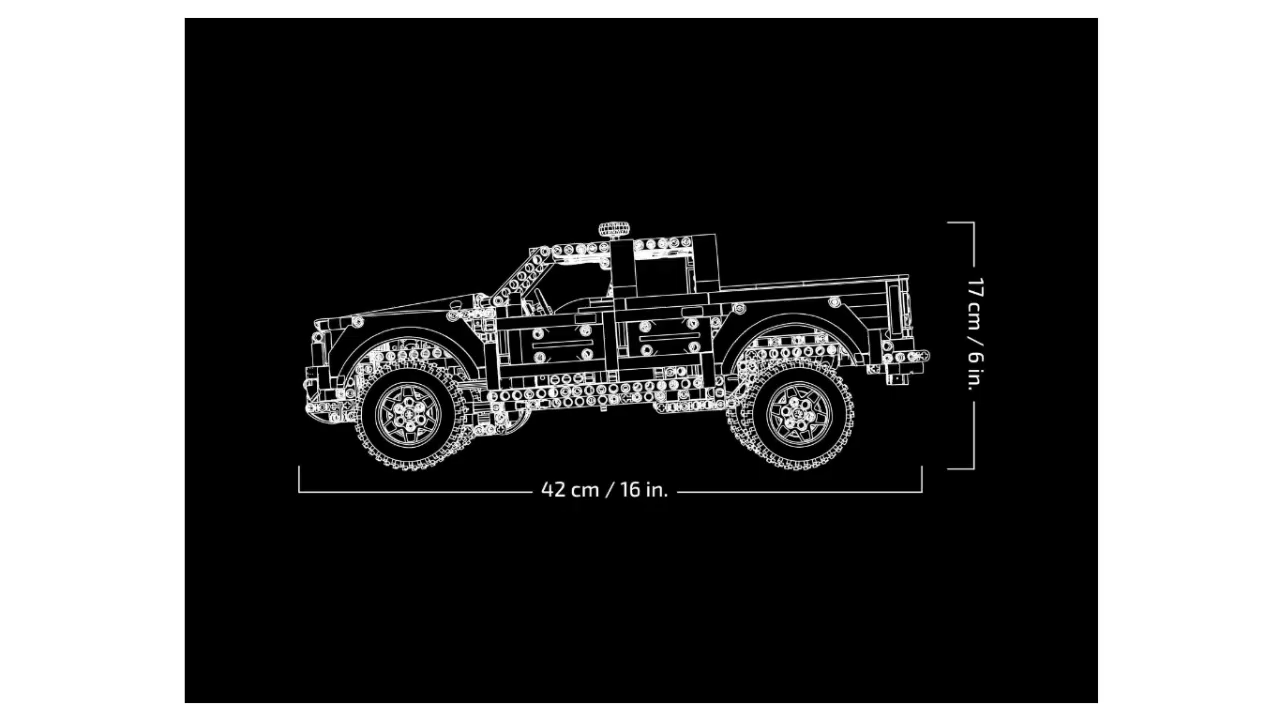 17 cm / 6 in.
42 cm / 16 in.